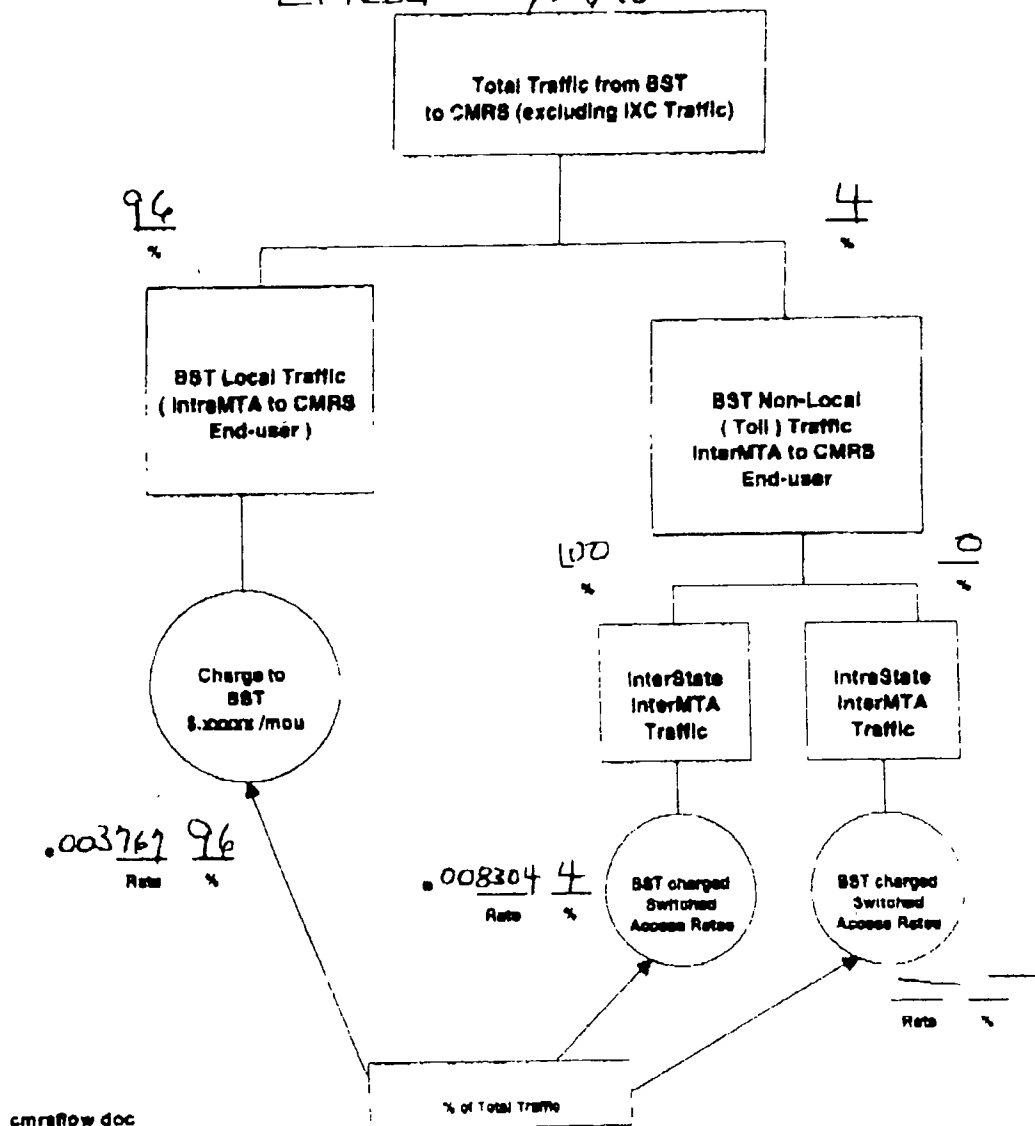 Total Traffic from BST
to CMRS (excluding IXC Traffic)
96
%
4
%
BST Local Traffic
( IntraMTA to CMRS
End-user )
BST Non-Local
( Toll ) Traffic
InterMTA to CMRS
End-user
100
%
0
%
Charge to
BST
$.xxxxx /mou
InterState
InterMTA
Traffic
IntraState
InterMTA
Traffic
.003767 96
Rate %
.008304 4
Rate %
BST charged
Switched
Access Rates
BST charged
Switched
Access Rates
Rate %
% of Total Traffic
cmrsflow doc